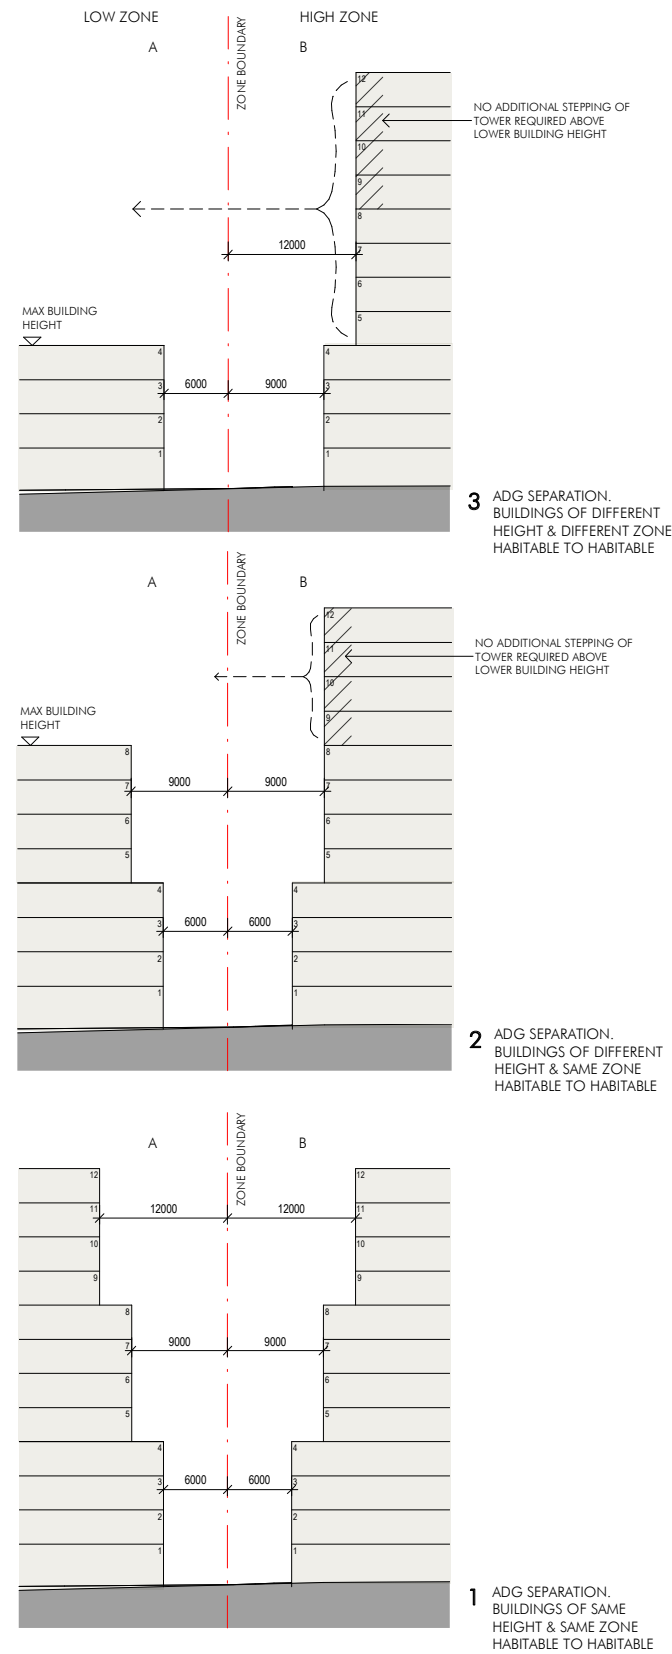 LOW ZONE
HIGH ZONE
A
B
ZONE BOUNDARY
12
11
10
9
8
7
6
5
NO ADDITIONAL STEPPING OF
TOWER REQUIRED ABOVE
LOWER BUILDING HEIGHT
12000
MAX BUILDING
HEIGHT
4
3
2
1
6000
9000
4
3
2
1
3
ADG SEPARATION.
BUILDINGS OF DIFFERENT
HEIGHT & DIFFERENT ZONE
HABITABLE TO HABITABLE
A
B
ZONE BOUNDARY
12
11
10
9
NO ADDITIONAL STEPPING OF
TOWER REQUIRED ABOVE
LOWER BUILDING HEIGHT
MAX BUILDING
HEIGHT
8
7
6
5
9000
9000
8
7
6
5
4
3
2
1
6000
6000
4
3
2
1
2
ADG SEPARATION.
BUILDINGS OF DIFFERENT
HEIGHT & SAME ZONE
HABITABLE TO HABITABLE
A
B
ZONE BOUNDARY
12
11
10
9
12000
12000
12
11
10
9
8
7
6
5
9000
9000
8
7
6
5
4
3
2
1
6000
6000
4
3
2
1
1
ADG SEPARATION.
BUILDINGS OF SAME
HEIGHT & SAME ZONE
HABITABLE TO HABITABLE